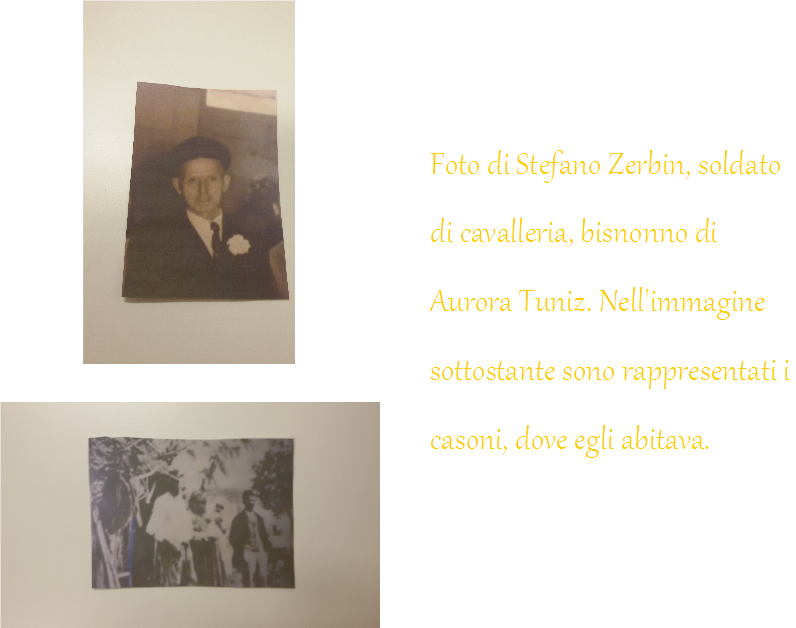 Foto di Stefano Zerbin, soldato
di cavalleria, bisnonno di
Aurora Tuniz. Nell'immagine
sottostante sono rappresentati i
casoni, dove egli abitava.